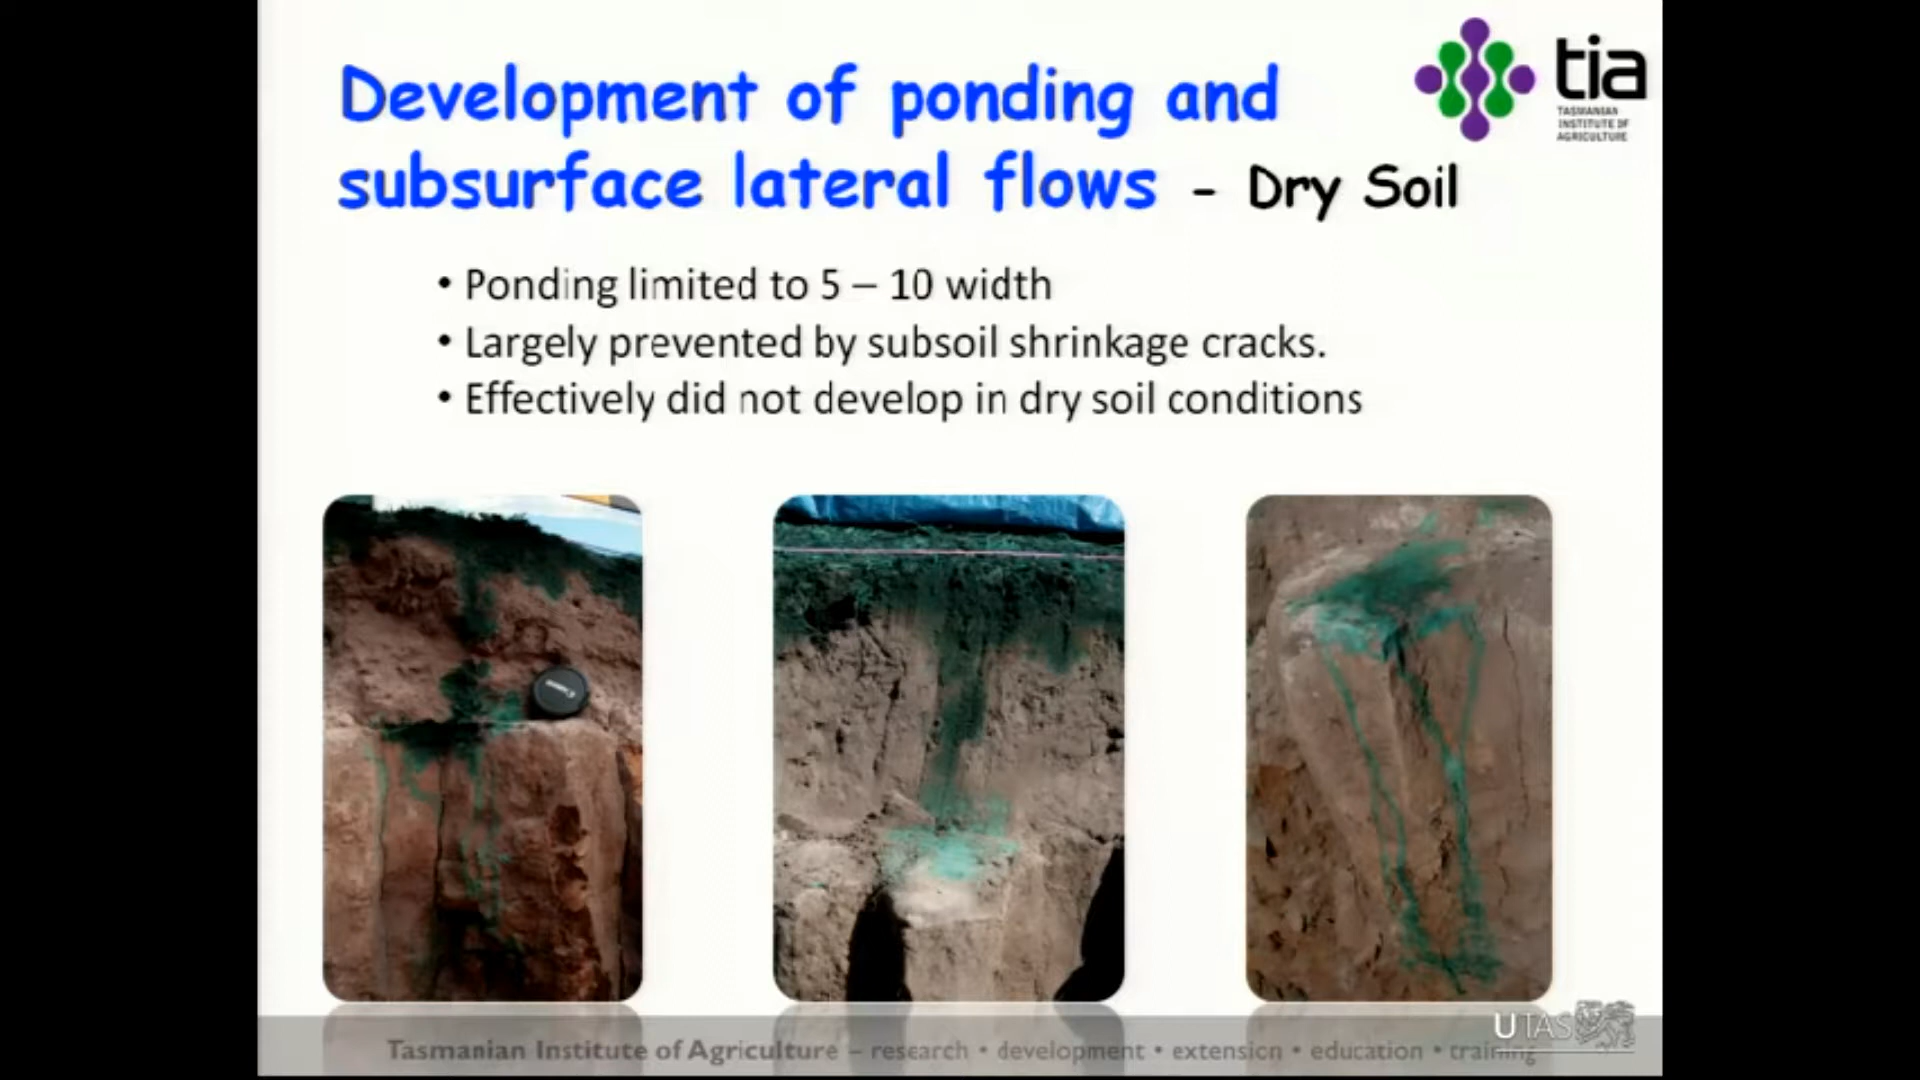 Development of ponding and
subsurface lateral flows - Dry Soil
tia
TASMANIAN
INSTITUTE OF
AGRICULTURE
• Ponding limited to 5 – 10 width
• Largely prevented by subsoil shrinkage cracks.
• Effectively did not develop in dry soil conditions
UTAS
Tasmanian Institute of Agriculture – research • development • extension • education • training